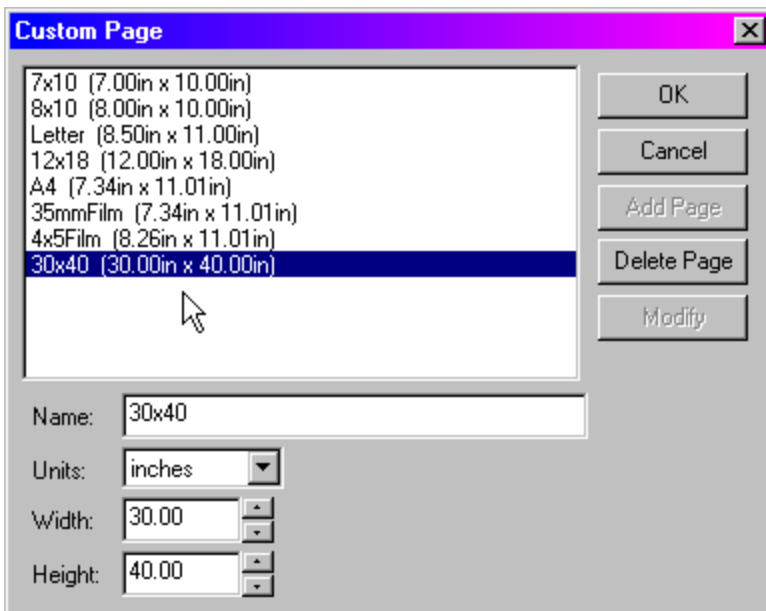 Custom Page
7x10 (7.00in x 10.00in)
8x10 (8.00in x 10.00in)
Letter (8.50in x 11.00in)
12x18 (12.00in x 18.00in)
A4 (7.34in x 11.01in)
35mmFilm (7.34in x 11.01in)
4x5Film (8.26in x 11.01in)
30x40 (30.00in x 40.00in)
OK
Cancel
Add Page
Delete Page
Modify
Name: 30x40
Units: inches
Width: 30.00
Height: 40.00